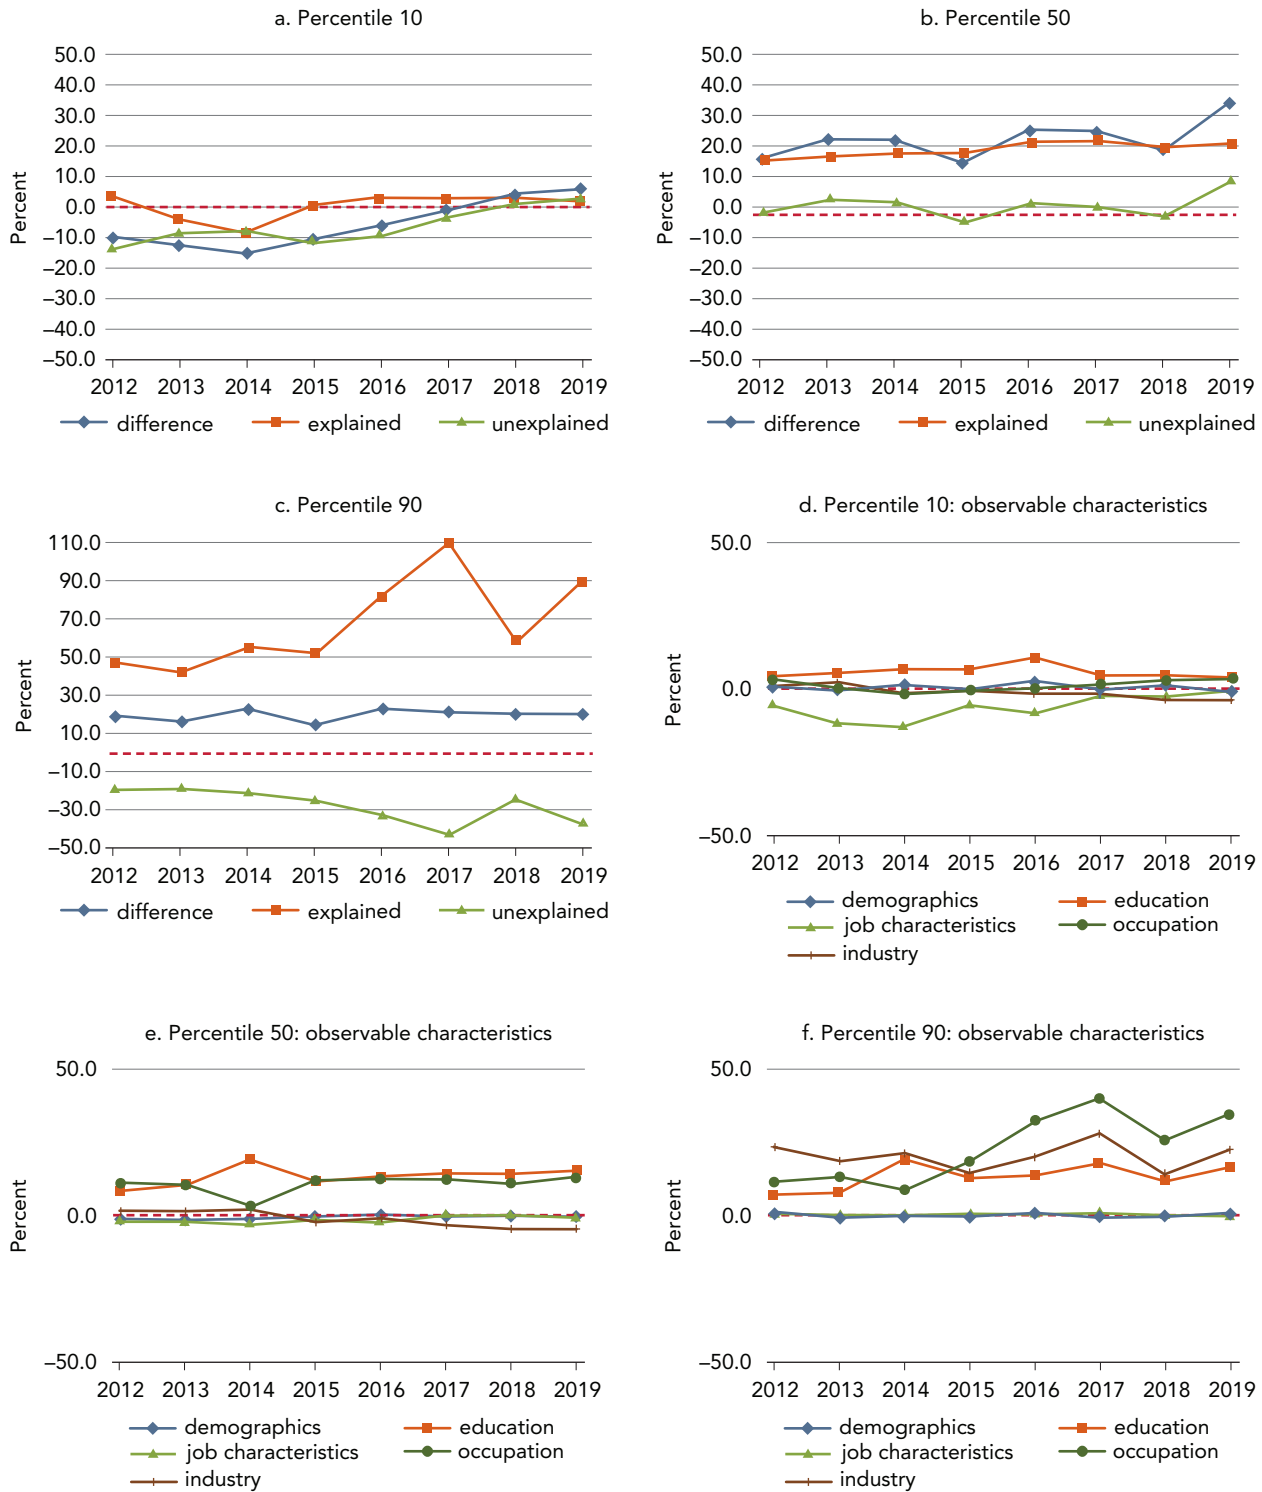 a. Percentile 10
50.0
40.0
30.0
20.0
10.0
0.0
–10.0
–20.0
–30.0
–40.0
–50.0
Percent
2012 2013 2014 2015 2016 2017 2018 2019
difference explained unexplained
b. Percentile 50
50.0
40.0
30.0
20.0
10.0
0.0
–10.0
–20.0
–30.0
–40.0
–50.0
Percent
2012 2013 2014 2015 2016 2017 2018 2019
difference explained unexplained
c. Percentile 90
110.0
90.0
70.0
50.0
30.0
10.0
–10.0
–30.0
–50.0
Percent
2012 2013 2014 2015 2016 2017 2018 2019
difference explained unexplained
d. Percentile 10: observable characteristics
50.0
0.0
–50.0
Percent
2012 2013 2014 2015 2016 2017 2018 2019
demographics education
job characteristics occupation
industry
e. Percentile 50: observable characteristics
50.0
0.0
–50.0
Percent
2012 2013 2014 2015 2016 2017 2018 2019
demographics education
job characteristics occupation
industry
f. Percentile 90: observable characteristics
50.0
0.0
–50.0
Percent
2012 2013 2014 2015 2016 2017 2018 2019
demographics education
job characteristics occupation
industry